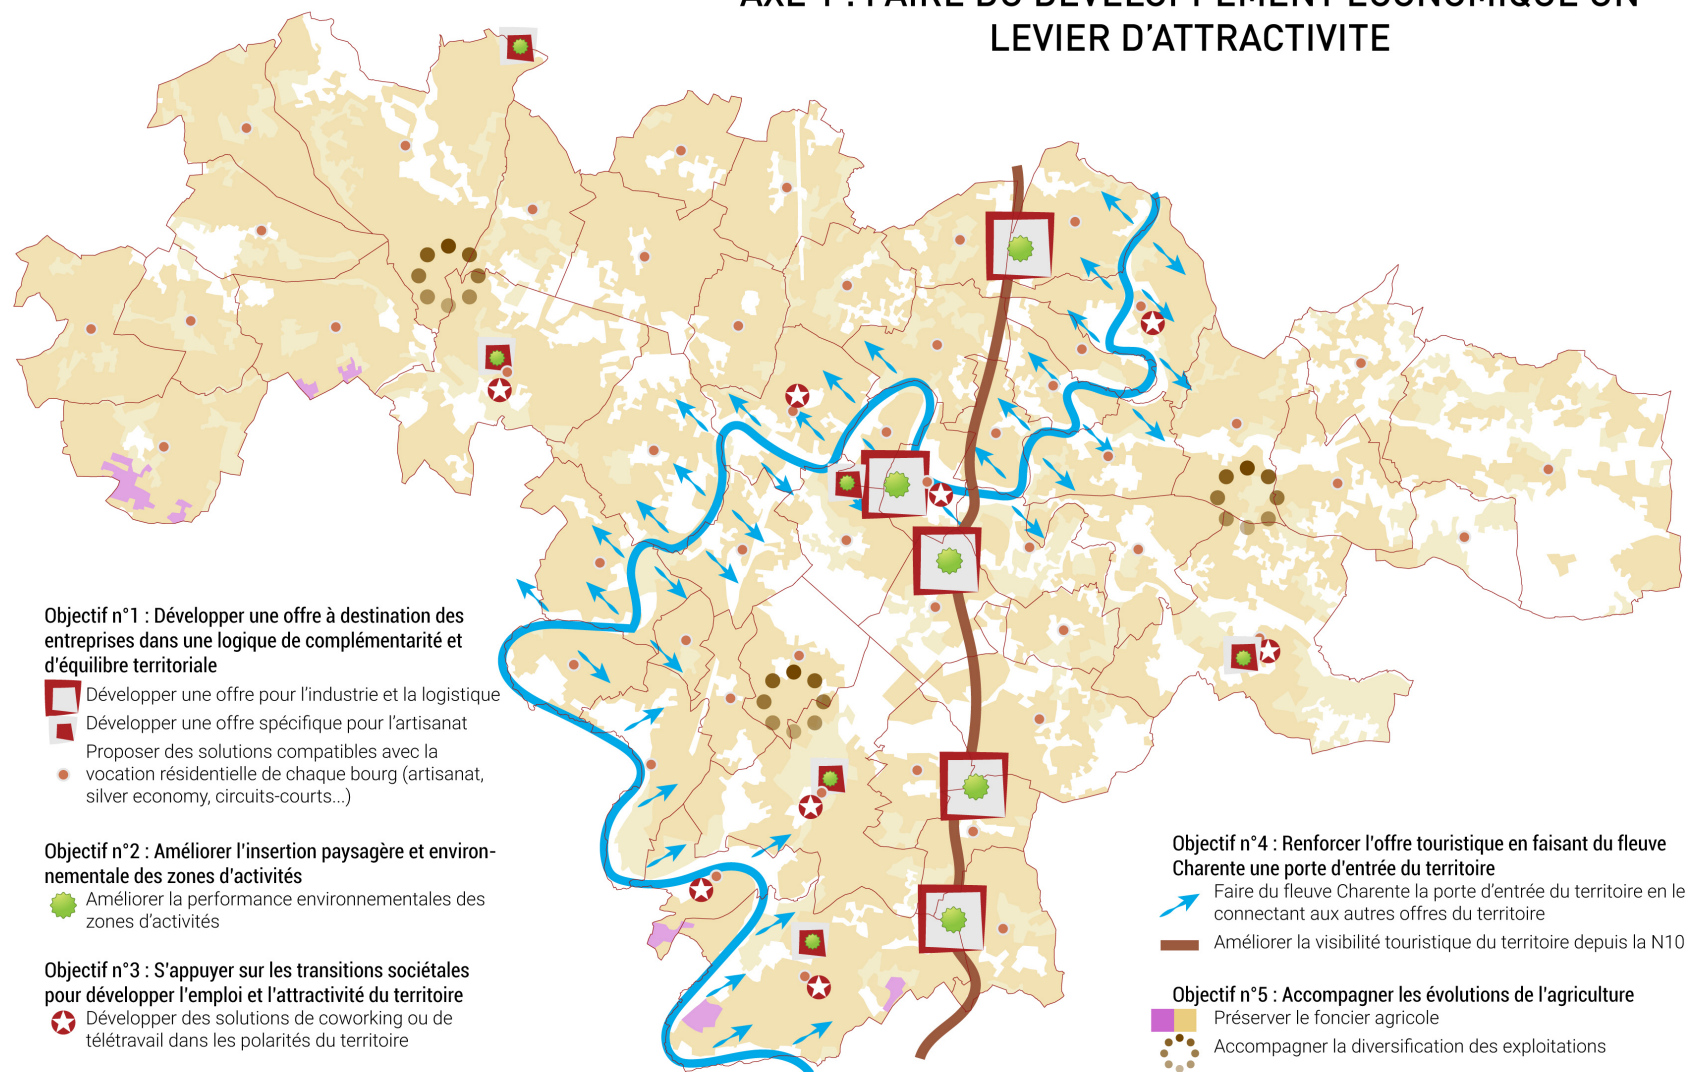 AXE 1 : FAIRE DU DEVELOPPEMENT ECONOMIQUE UN
LEVIER D'ATTRACTIVITE
Objectif n°1 : Développer une offre à destination des
entreprises dans une logique de complémentarité et
d'équilibre territoriale
Développer une offre pour l'industrie et la logistique
Développer une offre spécifique pour l'artisanat
Proposer des solutions compatibles avec la
vocation résidentielle de chaque bourg (artisanat,
silver economy, circuits-courts...)
Objectif n°2 : Améliorer l'insertion paysagère et environ-
nementale des zones d'activités
Améliorer la performance environnementales des
zones d'activités
Objectif n°3 : S'appuyer sur les transitions sociétales
pour développer l'emploi et l'attractivité du territoire
Développer des solutions de coworking ou de
télétravail dans les polarités du territoire
Objectif n°4 : Renforcer l'offre touristique en faisant du fleuve
Charente une porte d'entrée du territoire
Faire du fleuve Charente la porte d'entrée du territoire en le
connectant aux autres offres du territoire
Améliorer la visibilité touristique du territoire depuis la N10
Objectif n°5 : Accompagner les évolutions de l'agriculture
Préserver le foncier agricole
Accompagner la diversification des exploitations